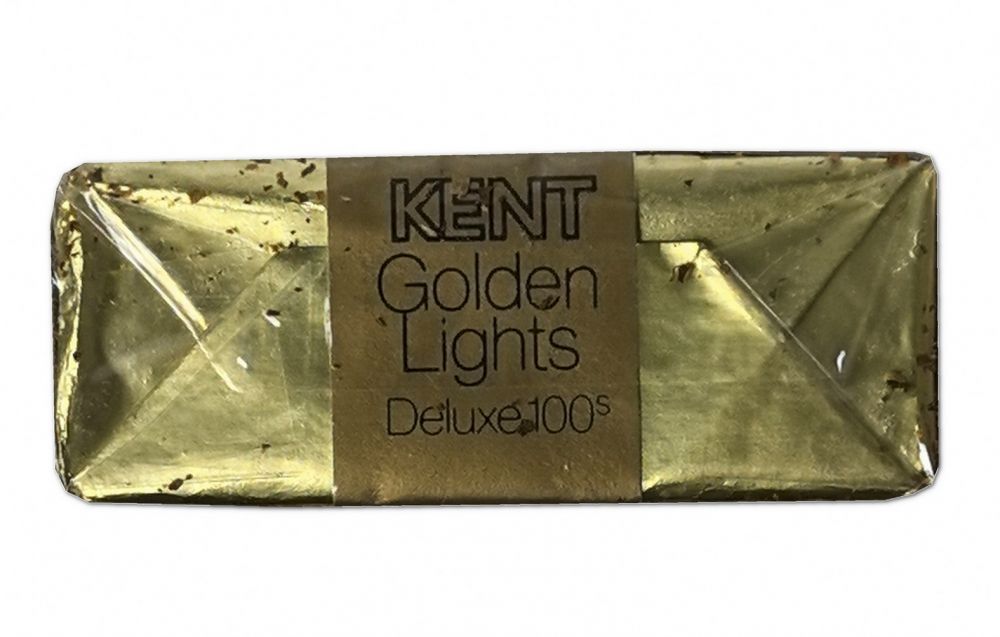 KENT
Golden
Lights
Deluxe 100s